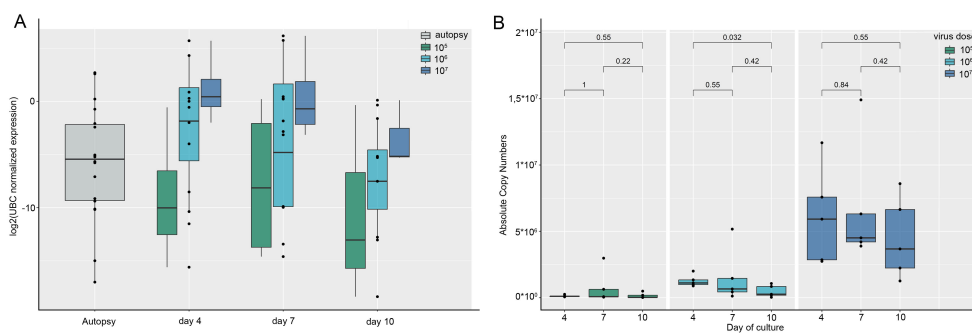 A
autopsy
10⁵
10⁶
10⁷
log2(UBC normalized expression)
0
-10
Autopsy
day 4
day 7
day 10
B
virus dose
10⁷
Absolute Copy Numbers
2*10⁷
1,5*10⁷
1*10⁷
5*10⁶
0*10⁰
0.55
0.22
1
0.032
0.42
0.55
0.55
0.42
0.84
4 7 10 4 7 10 4 7 10
Day of culture